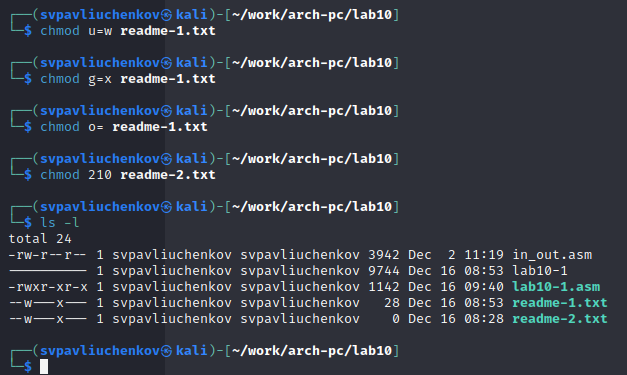 ┌──(svpavliuchenkov㉿kali)-[~/work/arch-pc/lab10]
└─$ chmod u=w readme-1.txt
┌──(svpavliuchenkov㉿kali)-[~/work/arch-pc/lab10]
└─$ chmod g=x readme-1.txt
┌──(svpavliuchenkov㉿kali)-[~/work/arch-pc/lab10]
└─$ chmod o= readme-1.txt
┌──(svpavliuchenkov㉿kali)-[~/work/arch-pc/lab10]
└─$ chmod 210 readme-2.txt
┌──(svpavliuchenkov㉿kali)-[~/work/arch-pc/lab10]
└─$ ls -l
total 24
-rw-r--r-- 1 svpavliuchenkov svpavliuchenkov 3942 Dec  2 11:19 in_out.asm
---------- 1 svpavliuchenkov svpavliuchenkov 9744 Dec 16 08:53 lab10-1
-rwxr-xr-x 1 svpavliuchenkov svpavliuchenkov 1142 Dec 16 09:40 lab10-1.asm
--w---x--- 1 svpavliuchenkov svpavliuchenkov   28 Dec 16 08:53 readme-1.txt
--w---x--- 1 svpavliuchenkov svpavliuchenkov    0 Dec 16 08:28 readme-2.txt
┌──(svpavliuchenkov㉿kali)-[~/work/arch-pc/lab10]
└─$